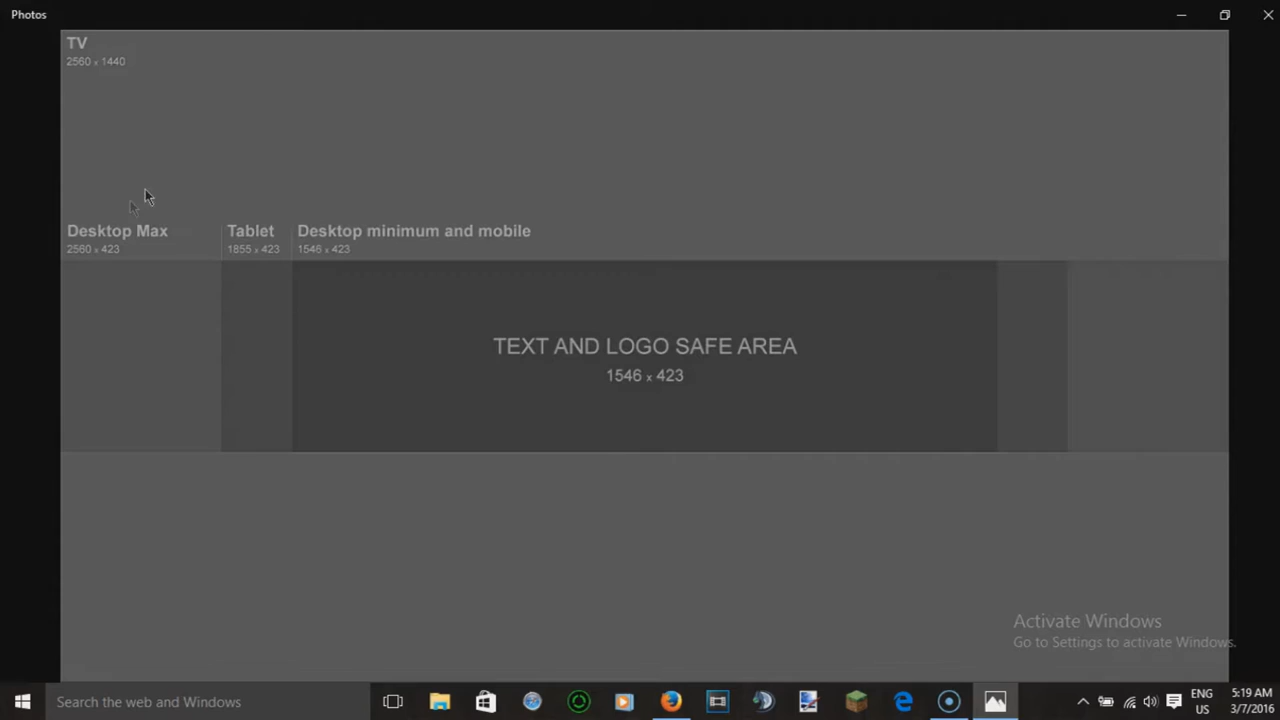 Photos
TV
2560 x 1440
Desktop Max
2560 x 423
Tablet
1855 x 423
Desktop minimum and mobile
1546 x 423
TEXT AND LOGO SAFE AREA
1546 x 423
Activate Windows
Go to Settings to activate Windows.
Search the web and Windows
ENG
US
5:19 AM
3/7/2016